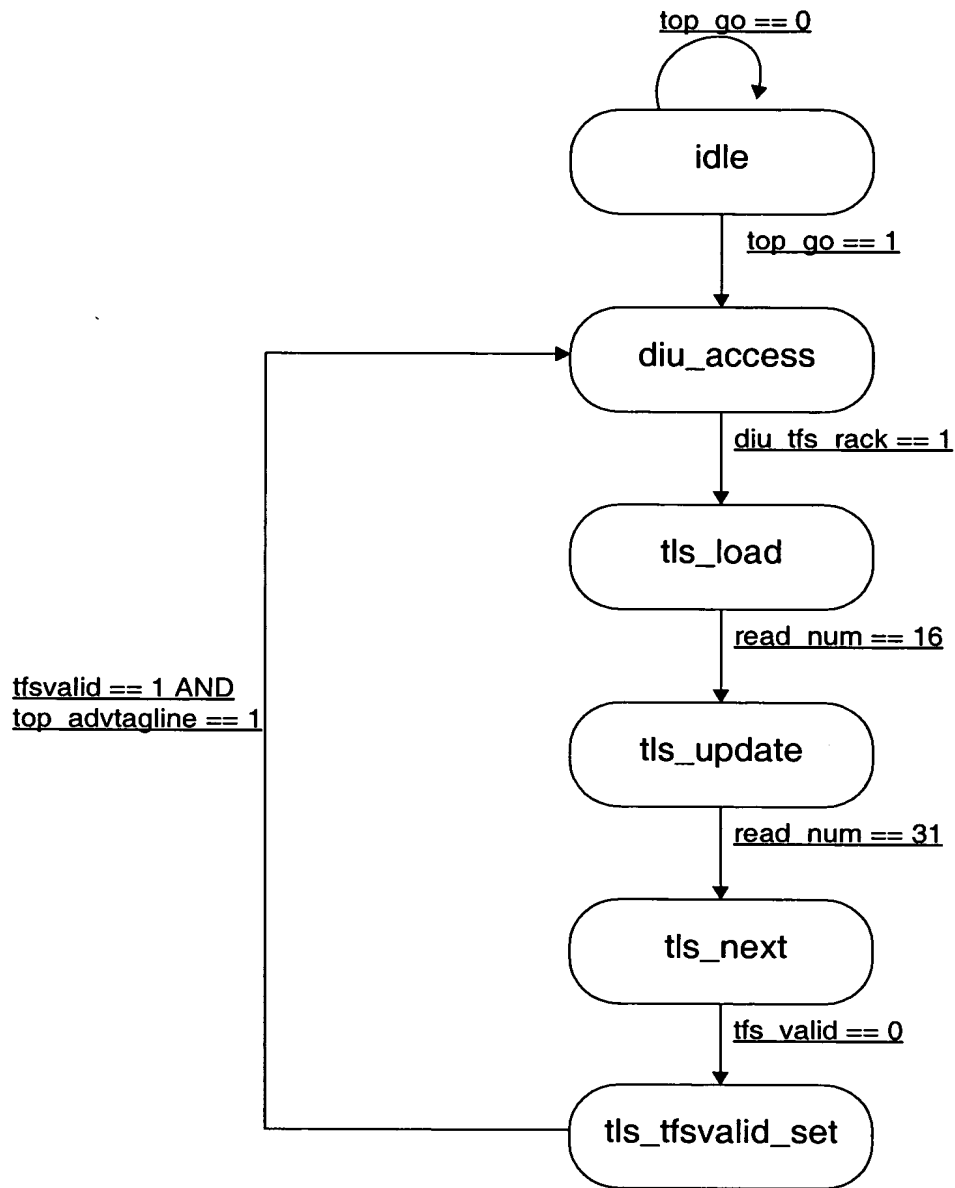 top_go == 0
idle
top_go == 1
diu_access
diu_tfs_rack == 1
tls_load
read_num == 16
tfsvalid == 1 AND
top_advtagline == 1
tls_update
read_num == 31
tls_next
tfs_valid == 0
tls_tfsvalid_set